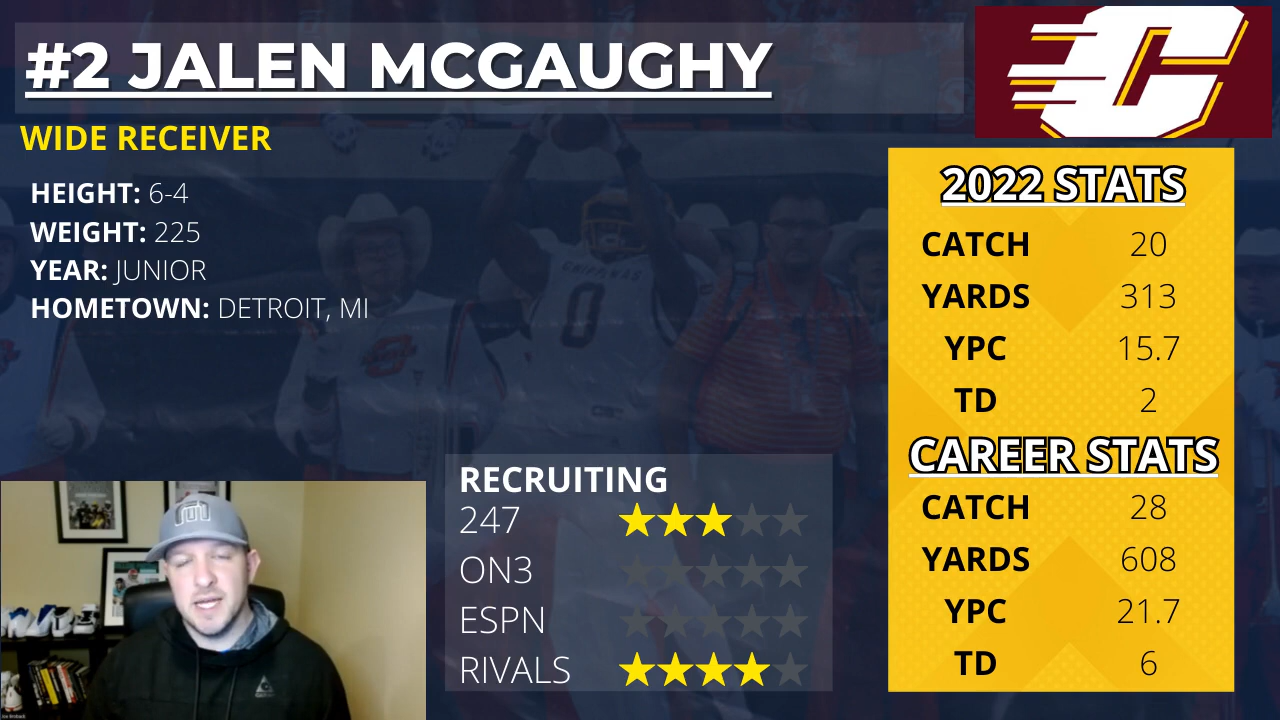 #2 JALEN MCGAUGHY
WIDE RECEIVER
HEIGHT: 6-4
WEIGHT: 225
YEAR: JUNIOR
HOMETOWN: DETROIT, MI
C
2022 STATS
CATCH 20
YARDS 313
YPC 15.7
TD 2
CAREER STATS
CATCH 28
YARDS 608
YPC 21.7
TD 6
RECRUITING
247
ON3
ESPN
RIVALS
0